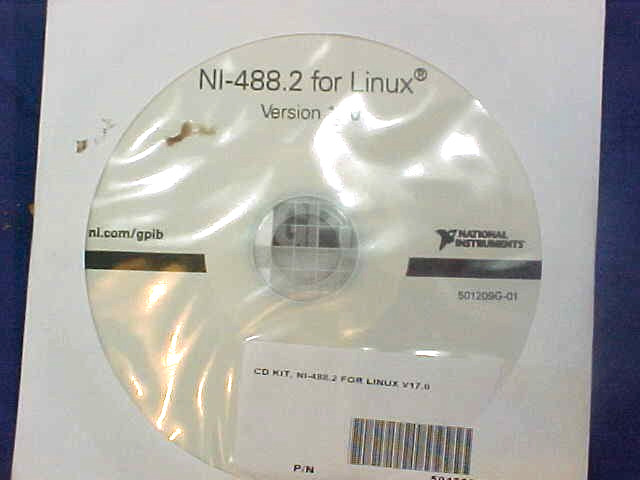 NI-488.2 for Linux®
Version
ni.com/gpib
NATIONAL
INSTRUMENTS
501209G-01
CD KIT, NI-488.2 FOR LINUX V17.0
P/N